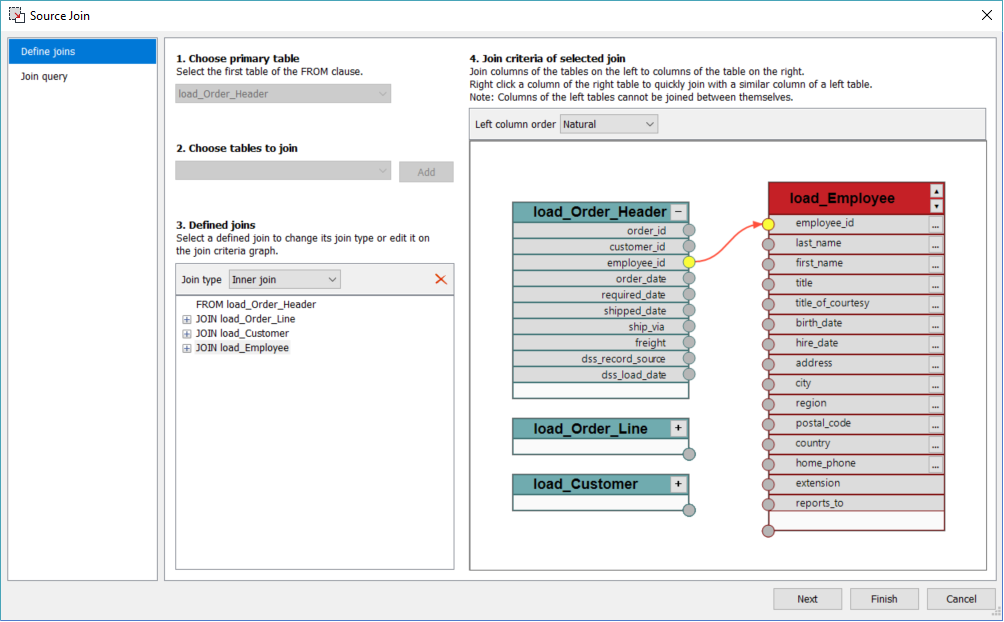 Source Join
Define joins
Join query
1. Choose primary table
Select the first table of the FROM clause.
load_Order_Header
2. Choose tables to join
Add
3. Defined joins
Select a defined join to change its join type or edit it on
the join criteria graph.
Join type Inner join
FROM load_Order_Header
JOIN load_Order_Line
JOIN load_Customer
JOIN load_Employee
4. Join criteria of selected join
Join columns of the tables on the left to columns of the table on the right.
Right click a column of the right table to quickly join with a similar column of a left table.
Note: Columns of the left tables cannot be joined between themselves.
Left column order Natural
load_Order_Header
order_id
customer_id
employee_id
order_date
required_date
shipped_date
ship_via
freight
dss_record_source
dss_load_date
load_Order_Line
load_Customer
load_Employee
employee_id ...
last_name ...
first_name ...
title ...
title_of_courtesy ...
birth_date ...
hire_date ...
address ...
city ...
region ...
postal_code ...
country ...
home_phone ...
extension
reports_to
Next
Finish
Cancel